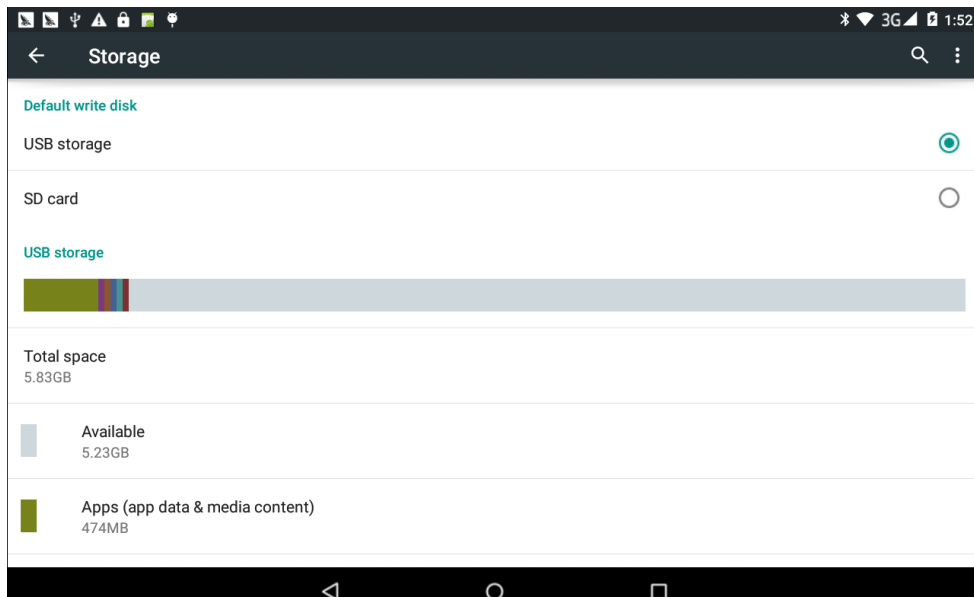 3G 1:52
Storage
Default write disk
USB storage
SD card
USB storage
Total space
5.83GB
Available
5.23GB
Apps (app data & media content)
474MB